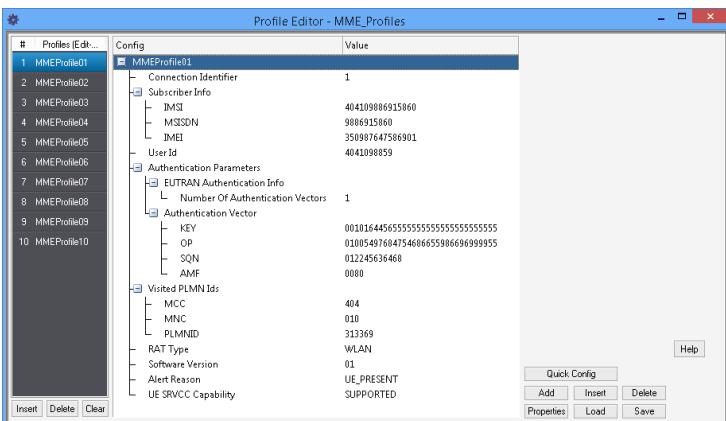 Profile Editor - MME_Profiles
# Profiles (Edit-... Config Value
1 MMEProfile01
2 MMEProfile02
3 MMEProfile03
4 MMEProfile04
5 MMEProfile05
6 MMEProfile06
7 MMEProfile07
8 MMEProfile08
9 MMEProfile09
10 MMEProfile10
Insert Delete Clear
MMEProfile01
Connection Identifier 1
Subscriber Info
IMSI 404109886915860
MSISDN 9886915860
IMEI 350987647586901
User Id 4041098859
Authentication Parameters
EUTRAN Authentication Info
Number Of Authentication Vectors 1
Authentication Vector
KEY 00101644565555555555555555555555
OP 01005497684754686655986696999955
SQN 012245636468
AMF 0080
Visited PLMN Ids
MCC 404
MNC 010
PLMNID 313369
RAT Type WLAN
Software Version 01
Alert Reason UE_PRESENT
UE SRVCC Capability SUPPORTED
Help
Quick Config
Add Insert Delete
Properties Load Save